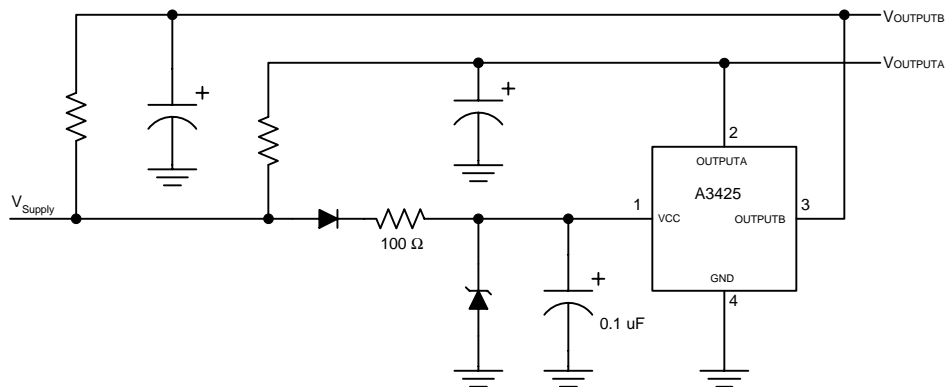 VOUTPUTB
VOUTPUTA
+
+
2
OUTPUTA
A3425
VSupply
1
VCC
OUTPUTB
3
100 Ω
GND
4
+
0.1 uF